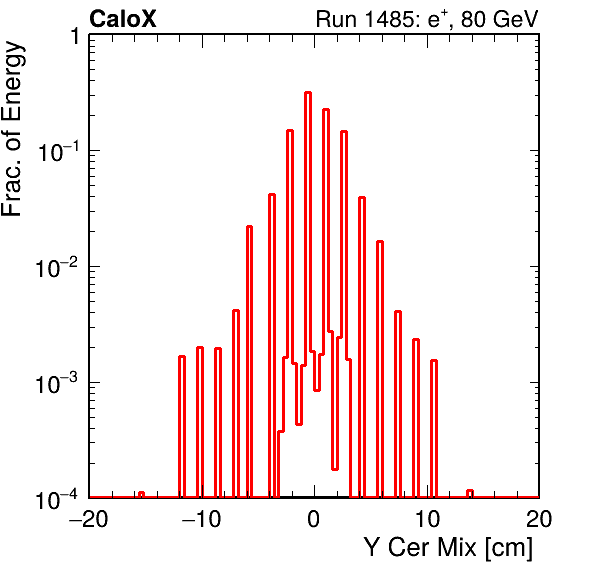 CaloX Run 1485: e⁺, 80 GeV
Frac. of Energy
1
10⁻¹
10⁻²
10⁻³
10⁻⁴
−20 −10 0 10 20
Y Cer Mix [cm]